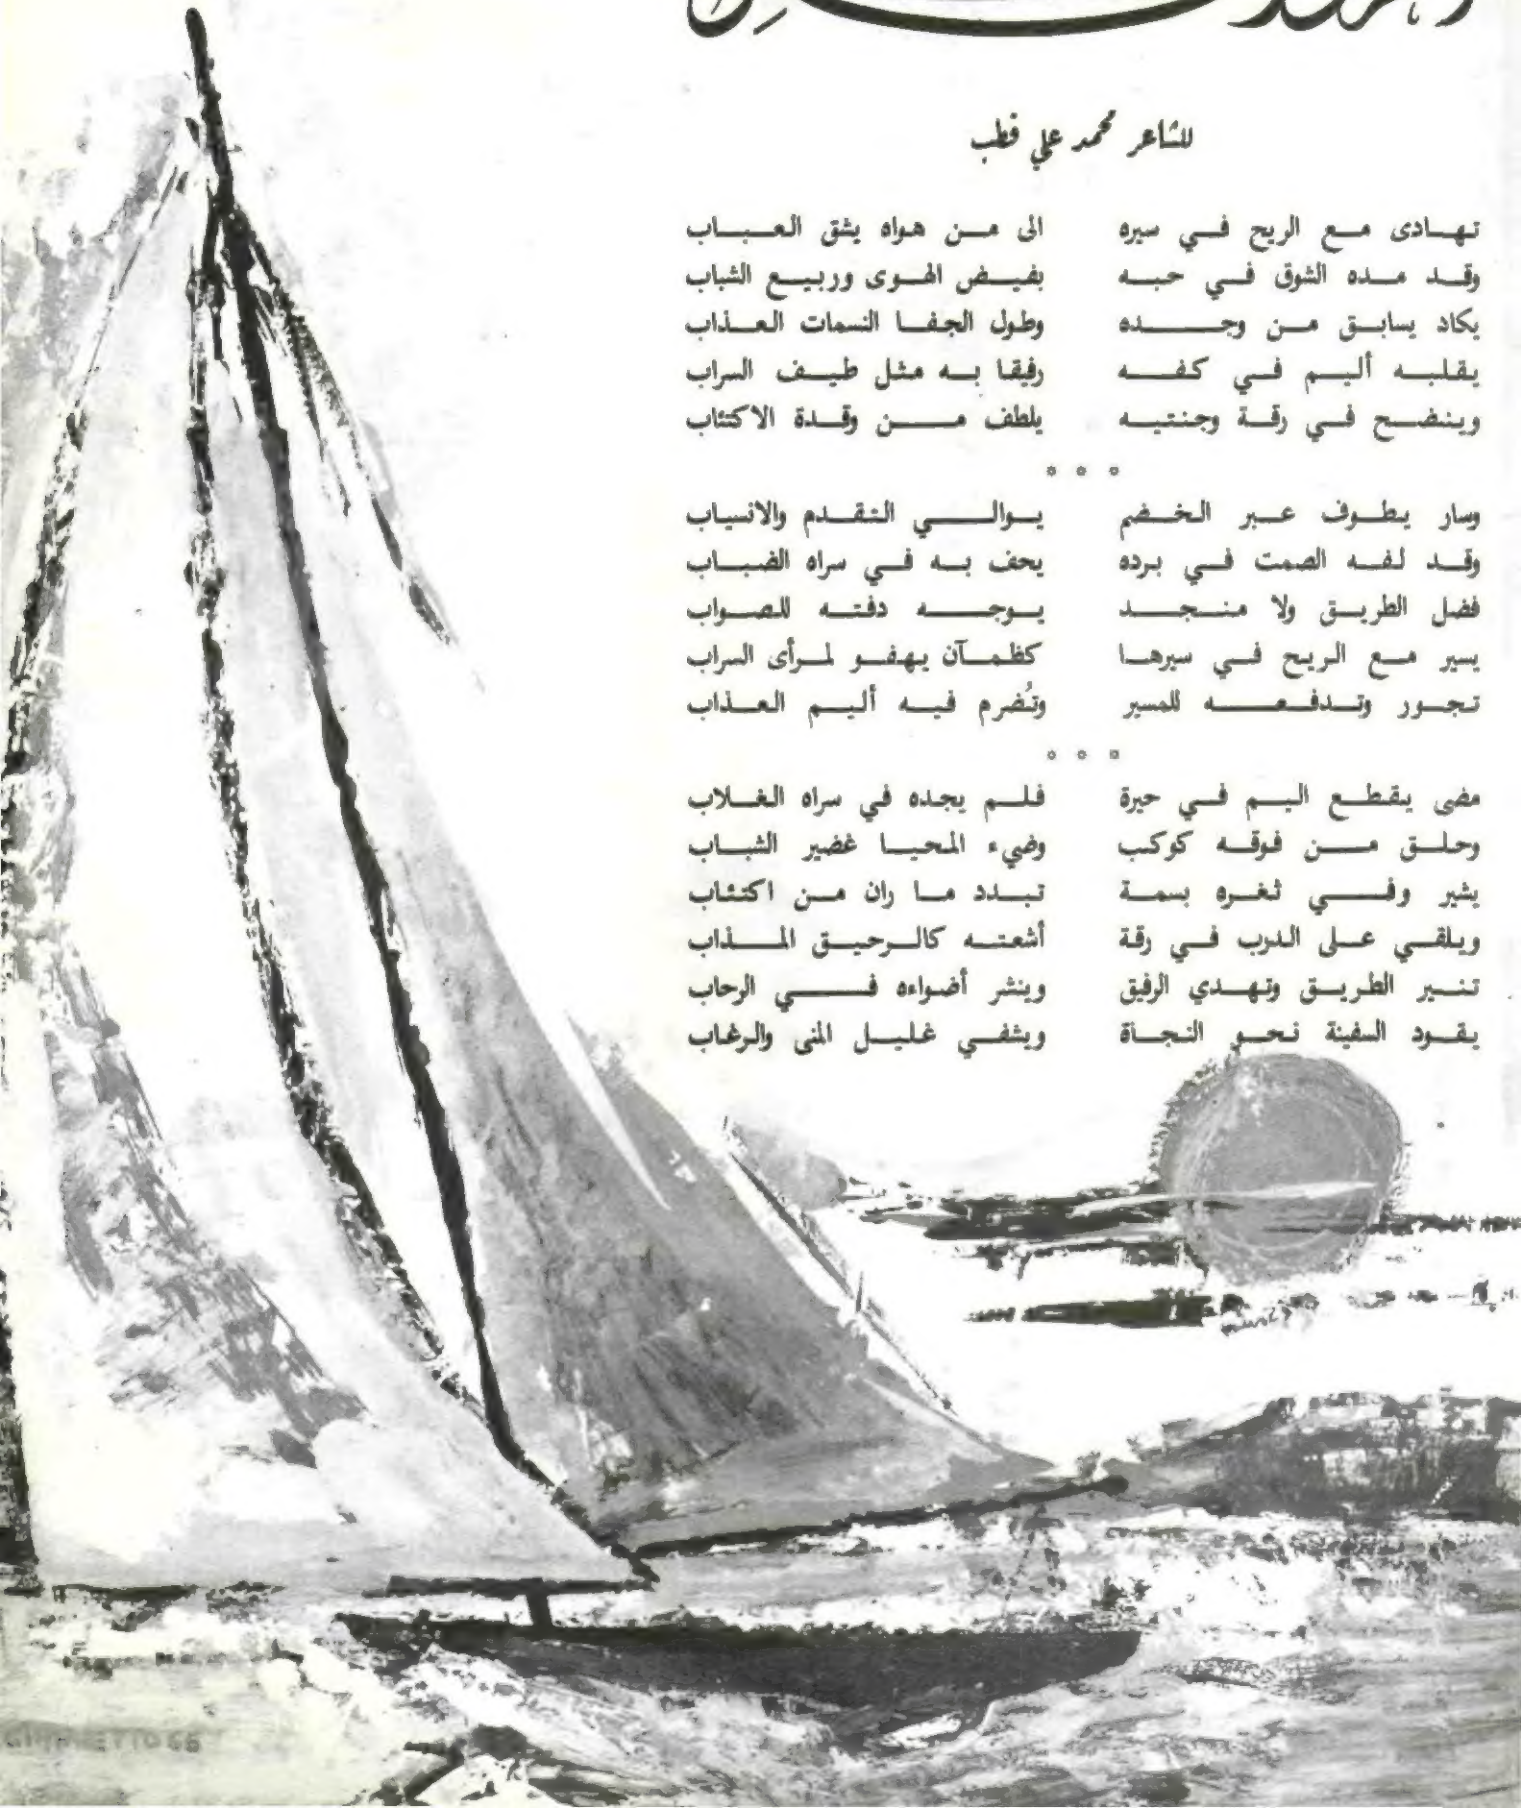 للشاعر محمد علي قطب
تهادى مع الريح في سيره الى من هواه يشق العباب
وقد مده الشوق في حبه بفيض الهوى وربيع الشباب
يكاد يسابق من وجده وطول الجفا النسمات العذاب
يقلبه أليم في كفه رفيقا به مثل طيف السراب
وينضح في رقة وجنتيه يلطف من وقدة الاكتئاب
* * *
وسار يطوف عبر الخضم يوالي التقدم والانسياب
وقد لفه الصمت في برده يحف به في سراه الضباب
فضل الطريق ولا منجد يوجه دفته للصواب
يسير مع الريح في سيرها كظمآن يهفو لمرأى السراب
تجور وتدفعه للمسير وتُضرم فيه أليم العذاب
* * *
مضى يقطع اليم في حيرة فلم يجده في سراه الغلاب
وحلق من فوقه كوكب وضيء المحيا غضير الشباب
يشير وفي ثغره بسمة تبدد ما ران من اكتئاب
ويلقي على الدرب في رقة أشعته كالرحيق المذاب
تنير الطريق وتهدي الرفيق وينشر أضواءه في الرحاب
يقود السفينة نحو النجاة ويشفي غليل المنى والرغاب